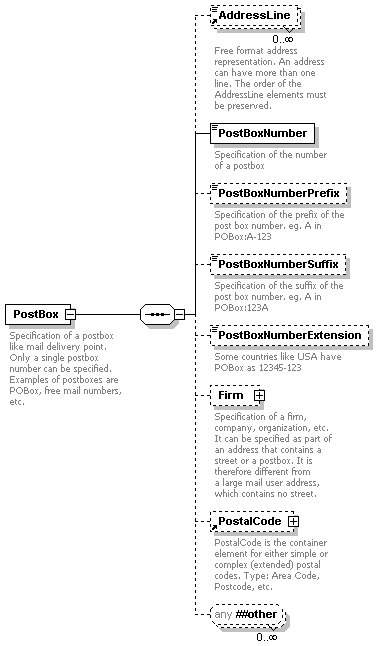 AddressLine
0..∞
Free format address
representation. An address
can have more than one
line. The order of the
AddressLine elements must
be preserved.
PostBoxNumber
Specification of the number
of a postbox
PostBoxNumberPrefix
Specification of the prefix of the
post box number. eg. A in
POBox:A-123
PostBoxNumberSuffix
Specification of the suffix of the
post box number. eg. A in
POBox:123A
PostBox
Specification of a postbox
like mail delivery point.
Only a single postbox
number can be specified.
Examples of postboxes are
POBox, free mail numbers,
etc.
PostBoxNumberExtension
Some countries like USA have
POBox as 12345-123
Firm
Specification of a firm,
company, organization, etc.
It can be specified as part of
an address that contains a
street or a postbox. It is
therefore different from
a large mail user address,
which contains no street.
PostalCode
PostalCode is the container
element for either simple or
complex (extended) postal
codes. Type: Area Code,
Postcode, etc.
any ##other
0..∞